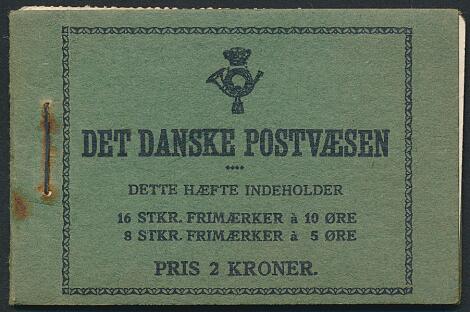 DET DANSKE POSTVÆSEN
DETTE HÆFTE INDEHOLDER
16 STKR. FRIMÆRKER à 10 ØRE
8 STKR. FRIMÆRKER à 5 ØRE
PRIS 2 KRONER.